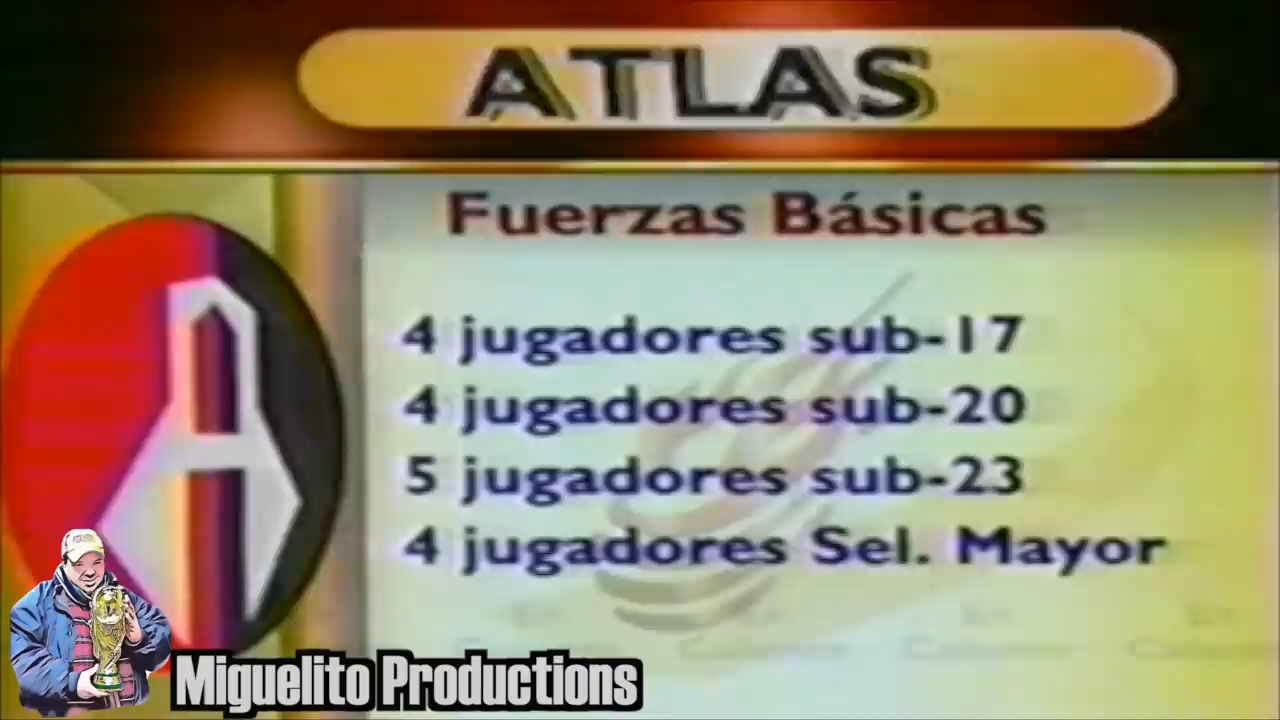 ATLAS
Fuerzas Básicas
4 jugadores sub-17
4 jugadores sub-20
5 jugadores sub-23
4 jugadores Sel. Mayor
Miguelito Productions